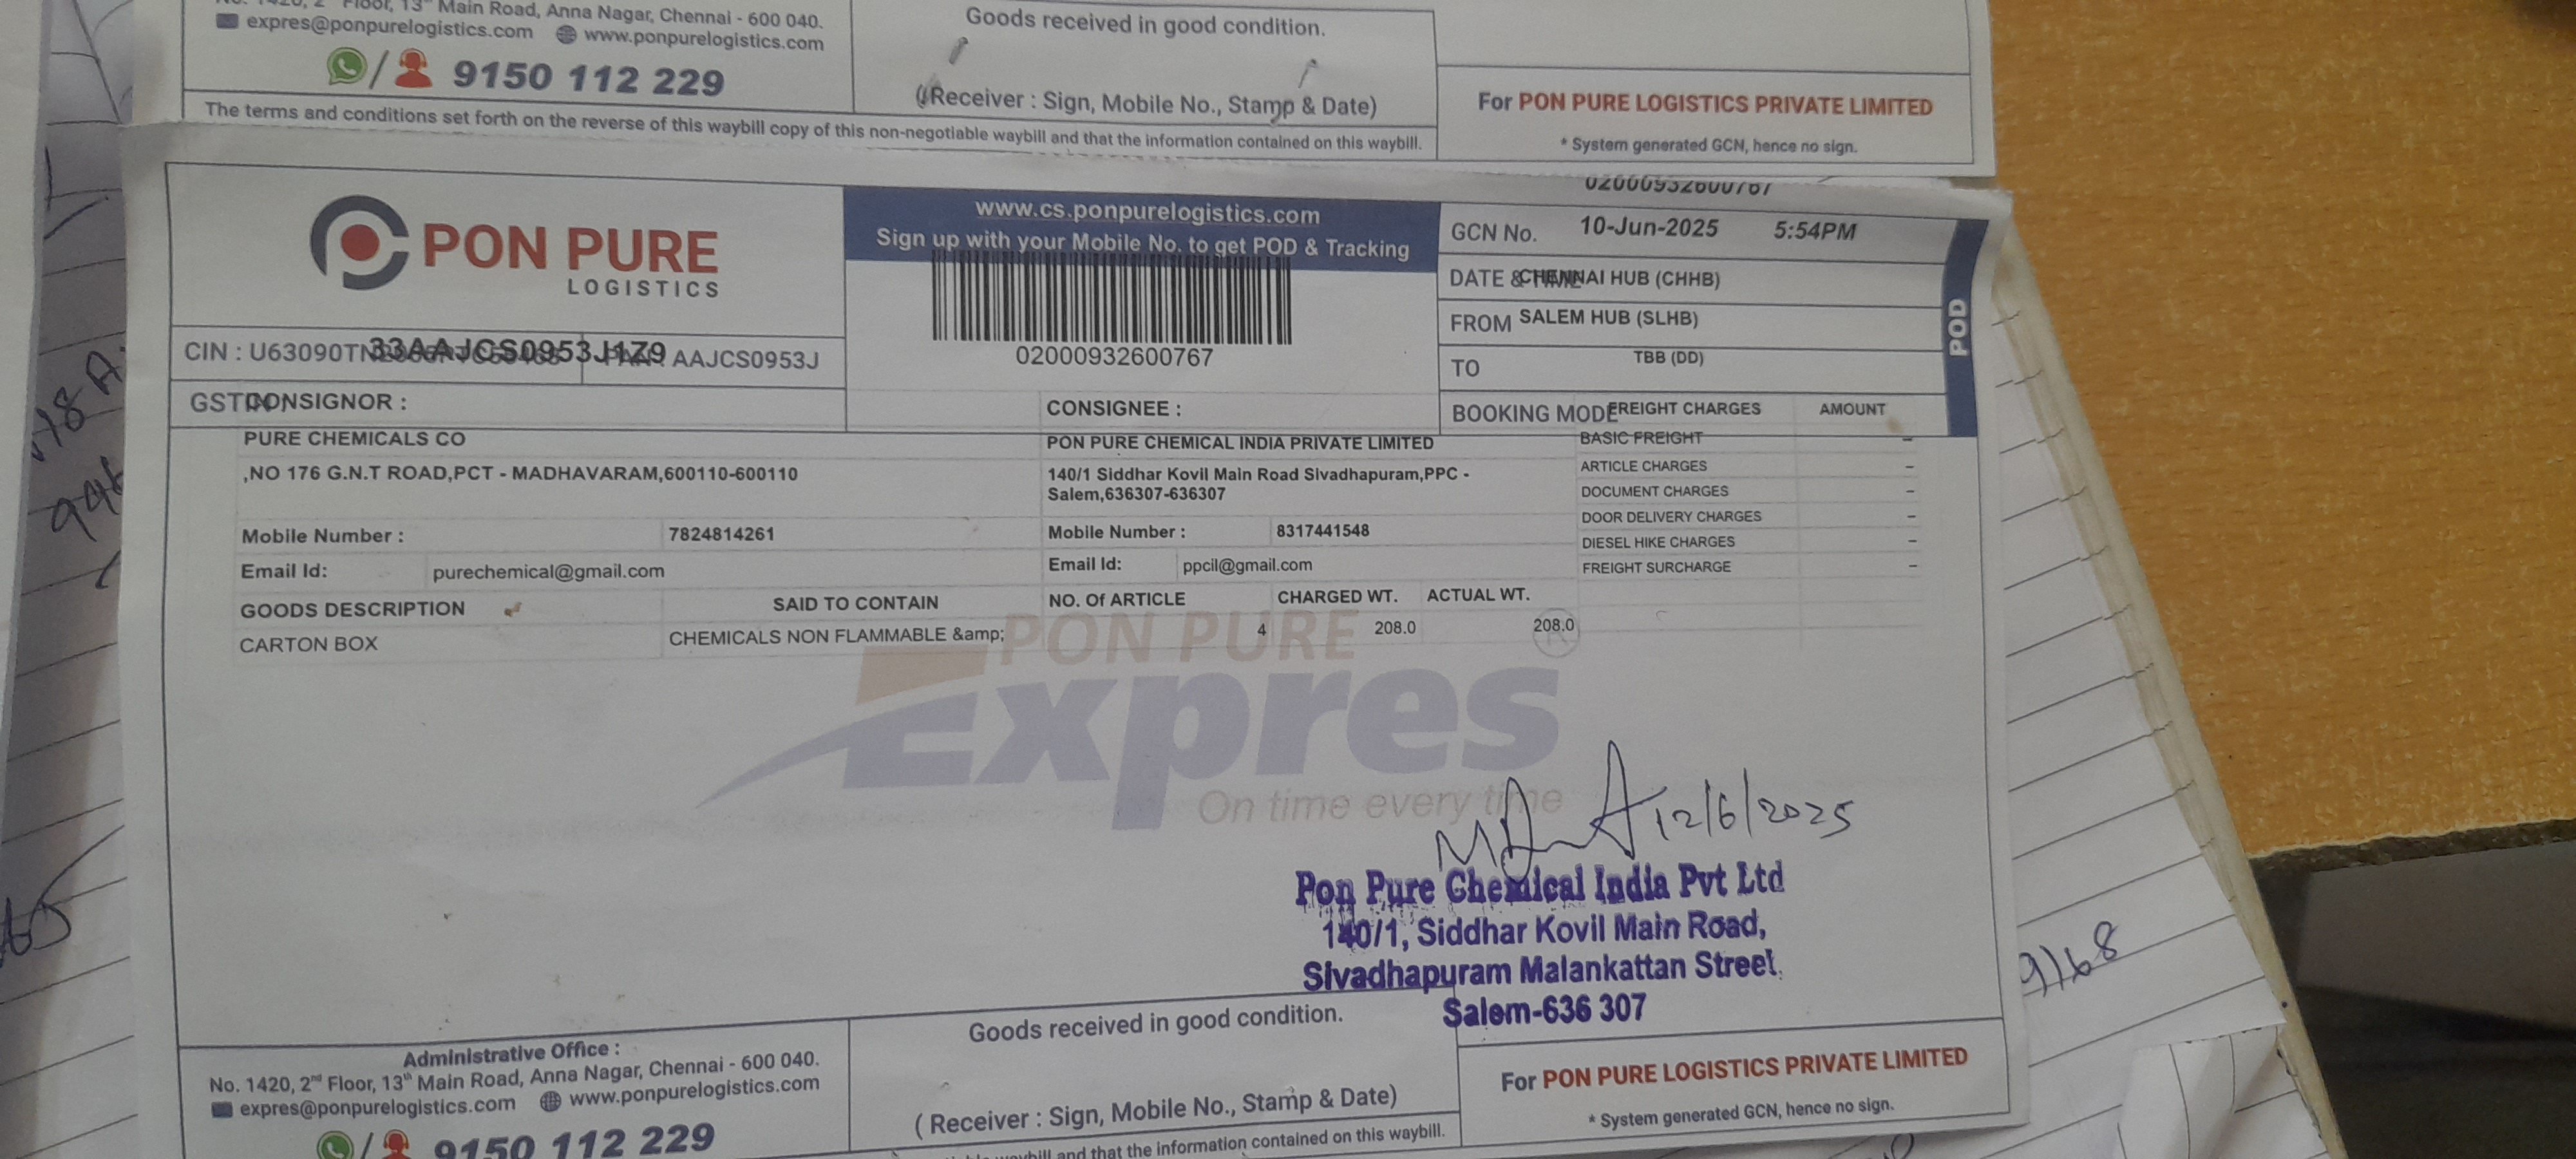 Main Road, Anna Nagar, Chennai - 600 040.
expres@ponpurelogistics.com www.ponpurelogistics.com
9150 112 229
Goods received in good condition.
(Receiver : Sign, Mobile No., Stamp & Date)
For PON PURE LOGISTICS PRIVATE LIMITED
* System generated GCN, hence no sign.
The terms and conditions set forth on the reverse of this waybill copy of this non-negotiable waybill and that the information contained on this waybill.
PON PURE
LOGISTICS
www.cs.ponpurelogistics.com
Sign up with your Mobile No. to get POD & Tracking
02000932600767
02000932600767
GCN No. 10-Jun-2025 5:54PM
DATE & TIME CHENNAI HUB (CHHB)
FROM SALEM HUB (SLHB)
TO TBB (DD)
BOOKING MODE
POD
CIN : 33AAJCS0953J1Z9 PAN : AAJCS0953J
GSTIN :
CONSIGNOR :
PURE CHEMICALS CO
,NO 176 G.N.T ROAD,PCT - MADHAVARAM,600110-600110
Mobile Number : 7824814261
Email Id: purechemical@gmail.com
CONSIGNEE :
PON PURE CHEMICAL INDIA PRIVATE LIMITED
140/1 Siddhar Kovil Main Road Sivadhapuram,PPC -
Salem,636307-636307
Mobile Number : 8317441548
Email Id: ppcil@gmail.com
FREIGHT CHARGES AMOUNT
BASIC FREIGHT -
ARTICLE CHARGES -
DOCUMENT CHARGES -
DOOR DELIVERY CHARGES -
DIESEL HIKE CHARGES -
FREIGHT SURCHARGE -
GOODS DESCRIPTION SAID TO CONTAIN NO. Of ARTICLE CHARGED WT. ACTUAL WT.
CARTON BOX CHEMICALS NON FLAMMABLE &amp; 4 208.0 208.0
PON PURE
Expres
On time every time
12/6/2025
Pon Pure Chemical India Pvt Ltd
140/1, Siddhar Kovil Main Road,
Sivadhapuram Malankattan Street,
Salem-636 307
Administrative Office :
No. 1420, 2nd Floor, 13th Main Road, Anna Nagar, Chennai - 600 040.
expres@ponpurelogistics.com www.ponpurelogistics.com
9150 112 229
Goods received in good condition.
( Receiver : Sign, Mobile No., Stamp & Date)
For PON PURE LOGISTICS PRIVATE LIMITED
* System generated GCN, hence no sign.
and that the information contained on this waybill.